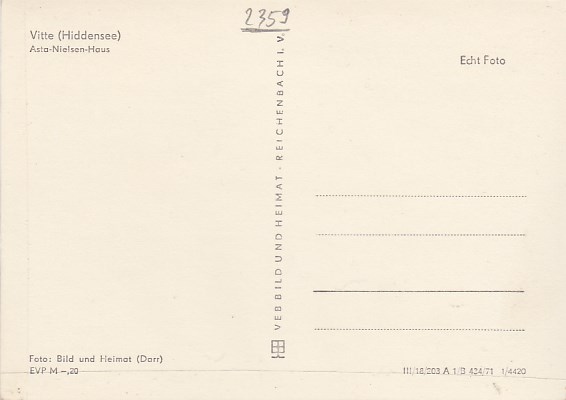 2359
Vitte (Hiddensee)
Asta-Nielsen-Haus
Echt Foto
VEB BILD UND HEIMAT · REICHENBACH I. V.
Foto: Bild und Heimat (Darr)
EVP M –,20
III/18/203 A 1/B 424/71 1/4420